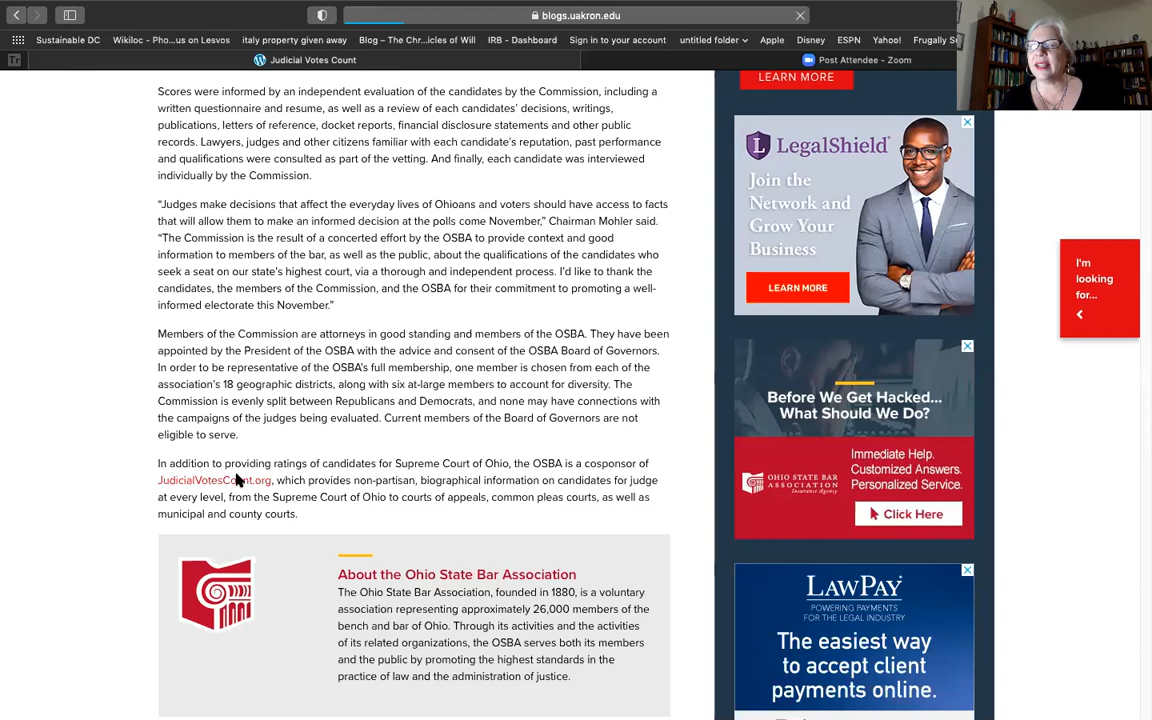 blogs.uakron.edu
Sustainable DC
Wikiloc - Pho...us on Lesvos
italy property given away
Blog – The Chr...icles of Will
IRB - Dashboard
Sign in to your account
untitled folder
Apple
Disney
ESPN
Yahoo!
Frugally
Judicial Votes Count
Post Attendee - Zoom
Scores were informed by an independent evaluation of the candidates by the Commission, including a
written questionnaire and resume, as well as a review of each candidates’ decisions, writings,
publications, letters of reference, docket reports, financial disclosure statements and other public
records. Lawyers, judges and other citizens familiar with each candidate’s reputation, past performance
and qualifications were consulted as part of the vetting. And finally, each candidate was interviewed
individually by the Commission.
“Judges make decisions that affect the everyday lives of Ohioans and voters should have access to facts
that will allow them to make an informed decision at the polls come November,” Chairman Mohler said.
“The Commission is the result of a concerted effort by the OSBA to provide context and good
information to members of the bar, as well as the public, about the qualifications of the candidates who
seek a seat on our state’s highest court, via a thorough and independent process. I’d like to thank the
candidates, the members of the Commission, and the OSBA for their commitment to promoting a well-
informed electorate this November.”
Members of the Commission are attorneys in good standing and members of the OSBA. They have been
appointed by the President of the OSBA with the advice and consent of the OSBA Board of Governors.
In order to be representative of the OSBA’s full membership, one member is chosen from each of the
association’s 18 geographic districts, along with six at-large members to account for diversity. The
Commission is evenly split between Republicans and Democrats, and none may have connections with
the campaigns of the judges being evaluated. Current members of the Board of Governors are not
eligible to serve.
In addition to providing ratings of candidates for Supreme Court of Ohio, the OSBA is a cosponsor of
JudicialVotesCount.org, which provides non-partisan, biographical information on candidates for judge
at every level, from the Supreme Court of Ohio to courts of appeals, common pleas courts, as well as
municipal and county courts.
About the Ohio State Bar Association
The Ohio State Bar Association, founded in 1880, is a voluntary
association representing approximately 26,000 members of the
bench and bar of Ohio. Through its activities and the activities
of its related organizations, the OSBA serves both its members
and the public by promoting the highest standards in the
practice of law and the administration of justice.
LEARN MORE
LegalShield
Join the
Network and
Grow Your
Business
LEARN MORE
Before We Get Hacked...
What Should We Do?
OHIO STATE BAR
ASSOCIATION
Insurance Agency
Immediate Help.
Customized Answers.
Personalized Service.
Click Here
LAWPAY
POWERING PAYMENTS
FOR THE LEGAL INDUSTRY
The easiest way
to accept client
payments online.
I'm
looking
for...